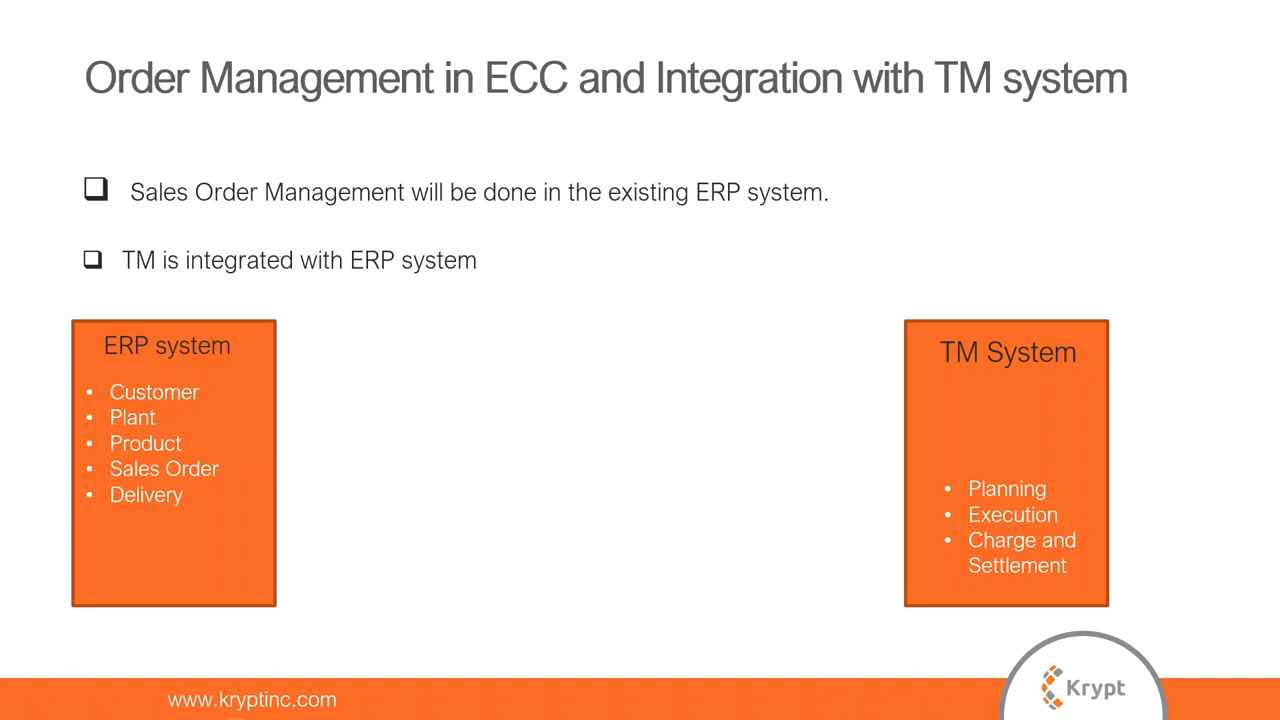 Order Management in ECC and Integration with TM system
Sales Order Management will be done in the existing ERP system.
TM is integrated with ERP system
ERP system
• Customer
• Plant
• Product
• Sales Order
• Delivery
TM System
• Planning
• Execution
• Charge and
Settlement
www.kryptinc.com
Krypt